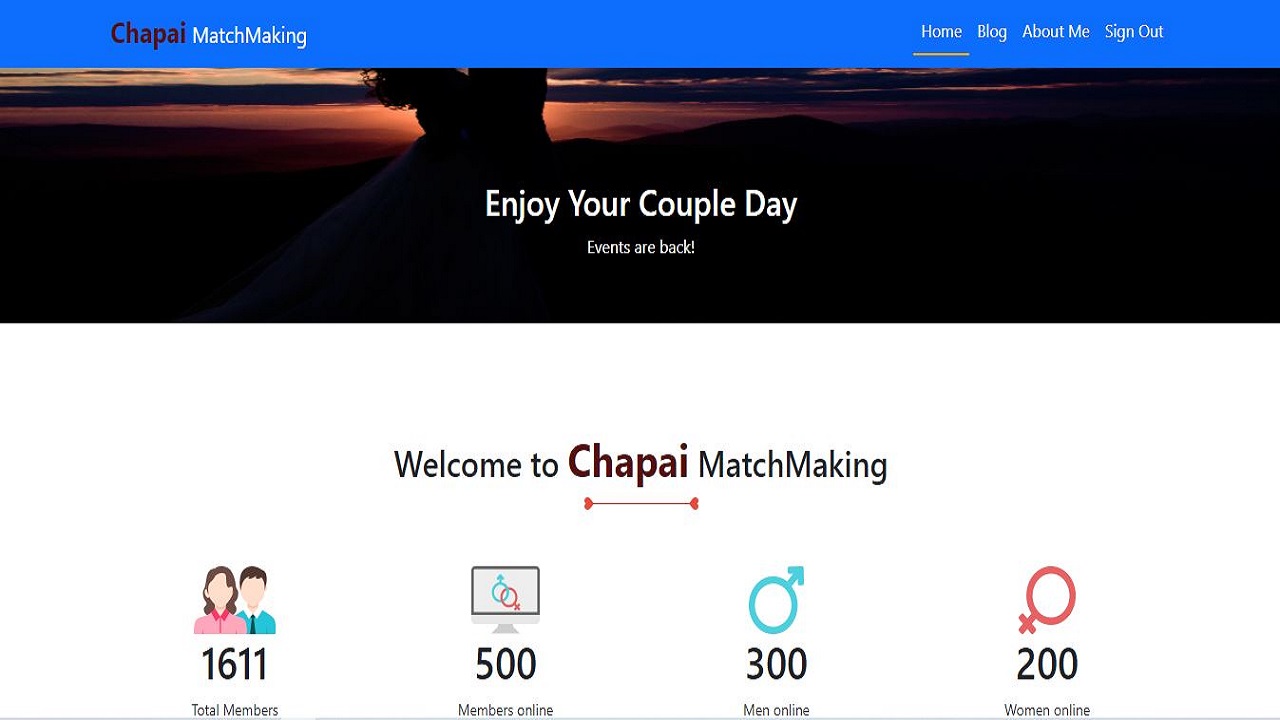 Chapai MatchMaking
Home Blog About Me Sign Out
Enjoy Your Couple Day
Events are back!
Welcome to Chapai MatchMaking
1611
Total Members
500
Members online
300
Men online
200
Women online